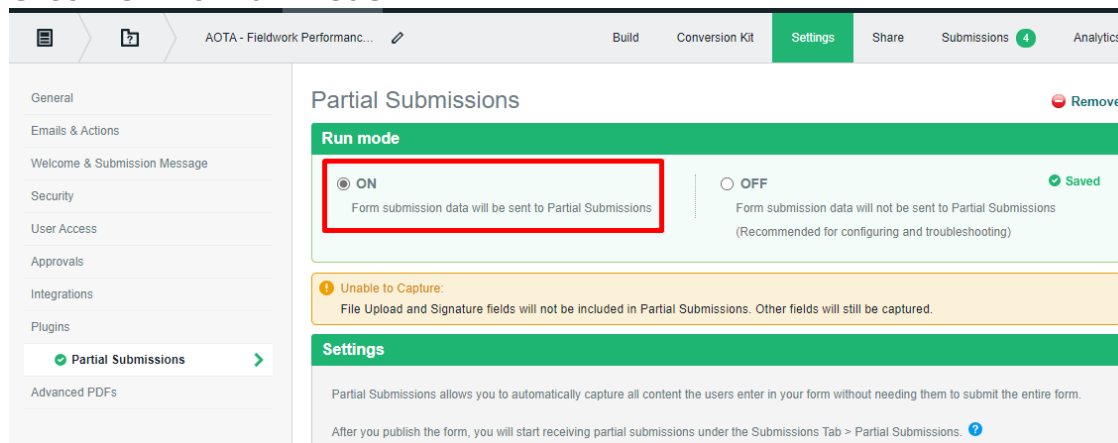 AOTA - Fieldwork Performanc...
Build
Conversion Kit
Settings
Share
Submissions 4
Analytics
General
Emails & Actions
Welcome & Submission Message
Security
User Access
Approvals
Integrations
Plugins
Partial Submissions
Advanced PDFs
Partial Submissions
Remove
Run mode
ON
Form submission data will be sent to Partial Submissions
OFF
Saved
Form submission data will not be sent to Partial Submissions
(Recommended for configuring and troubleshooting)
Unable to Capture:
File Upload and Signature fields will not be included in Partial Submissions. Other fields will still be captured.
Settings
Partial Submissions allows you to automatically capture all content the users enter in your form without needing them to submit the entire form.
After you publish the form, you will start receiving partial submissions under the Submissions Tab > Partial Submissions.